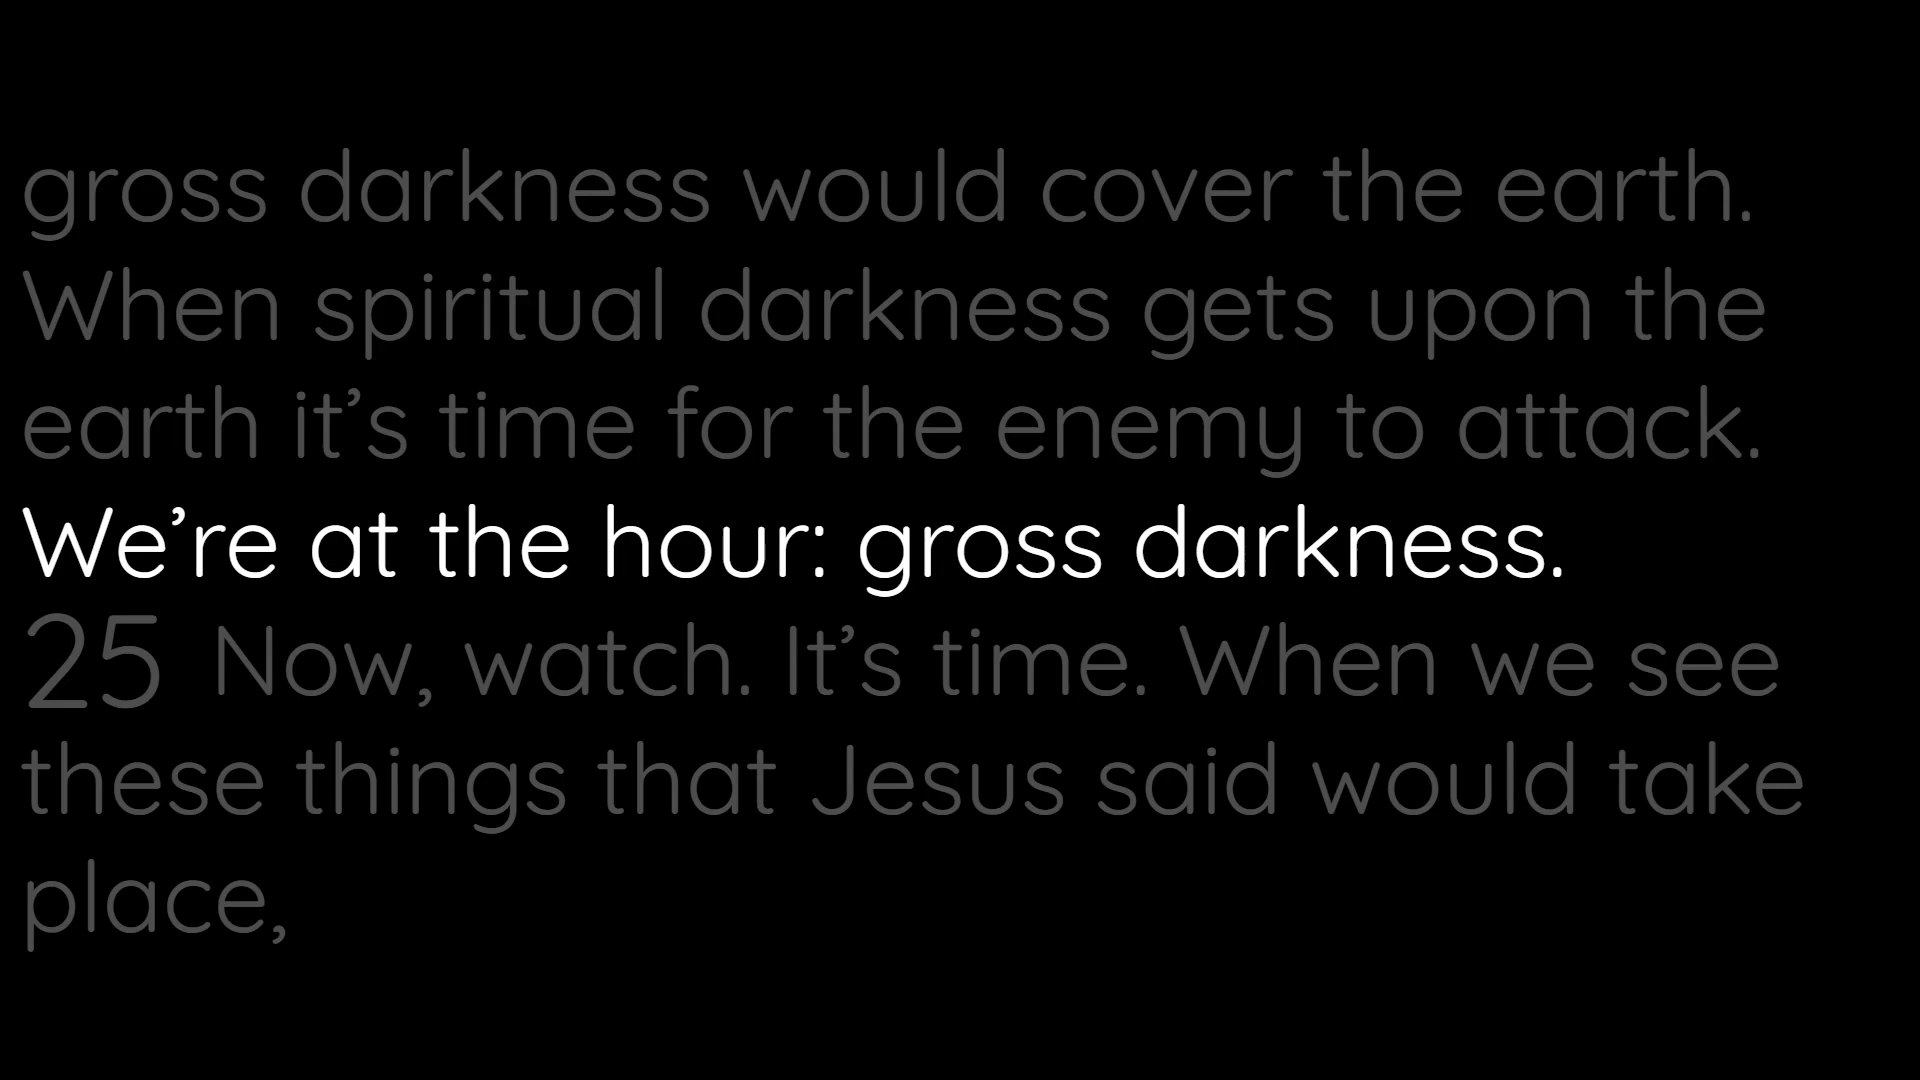 gross darkness would cover the earth.
When spiritual darkness gets upon the
earth it’s time for the enemy to attack.
We’re at the hour: gross darkness.
25 Now, watch. It’s time. When we see
these things that Jesus said would take
place,